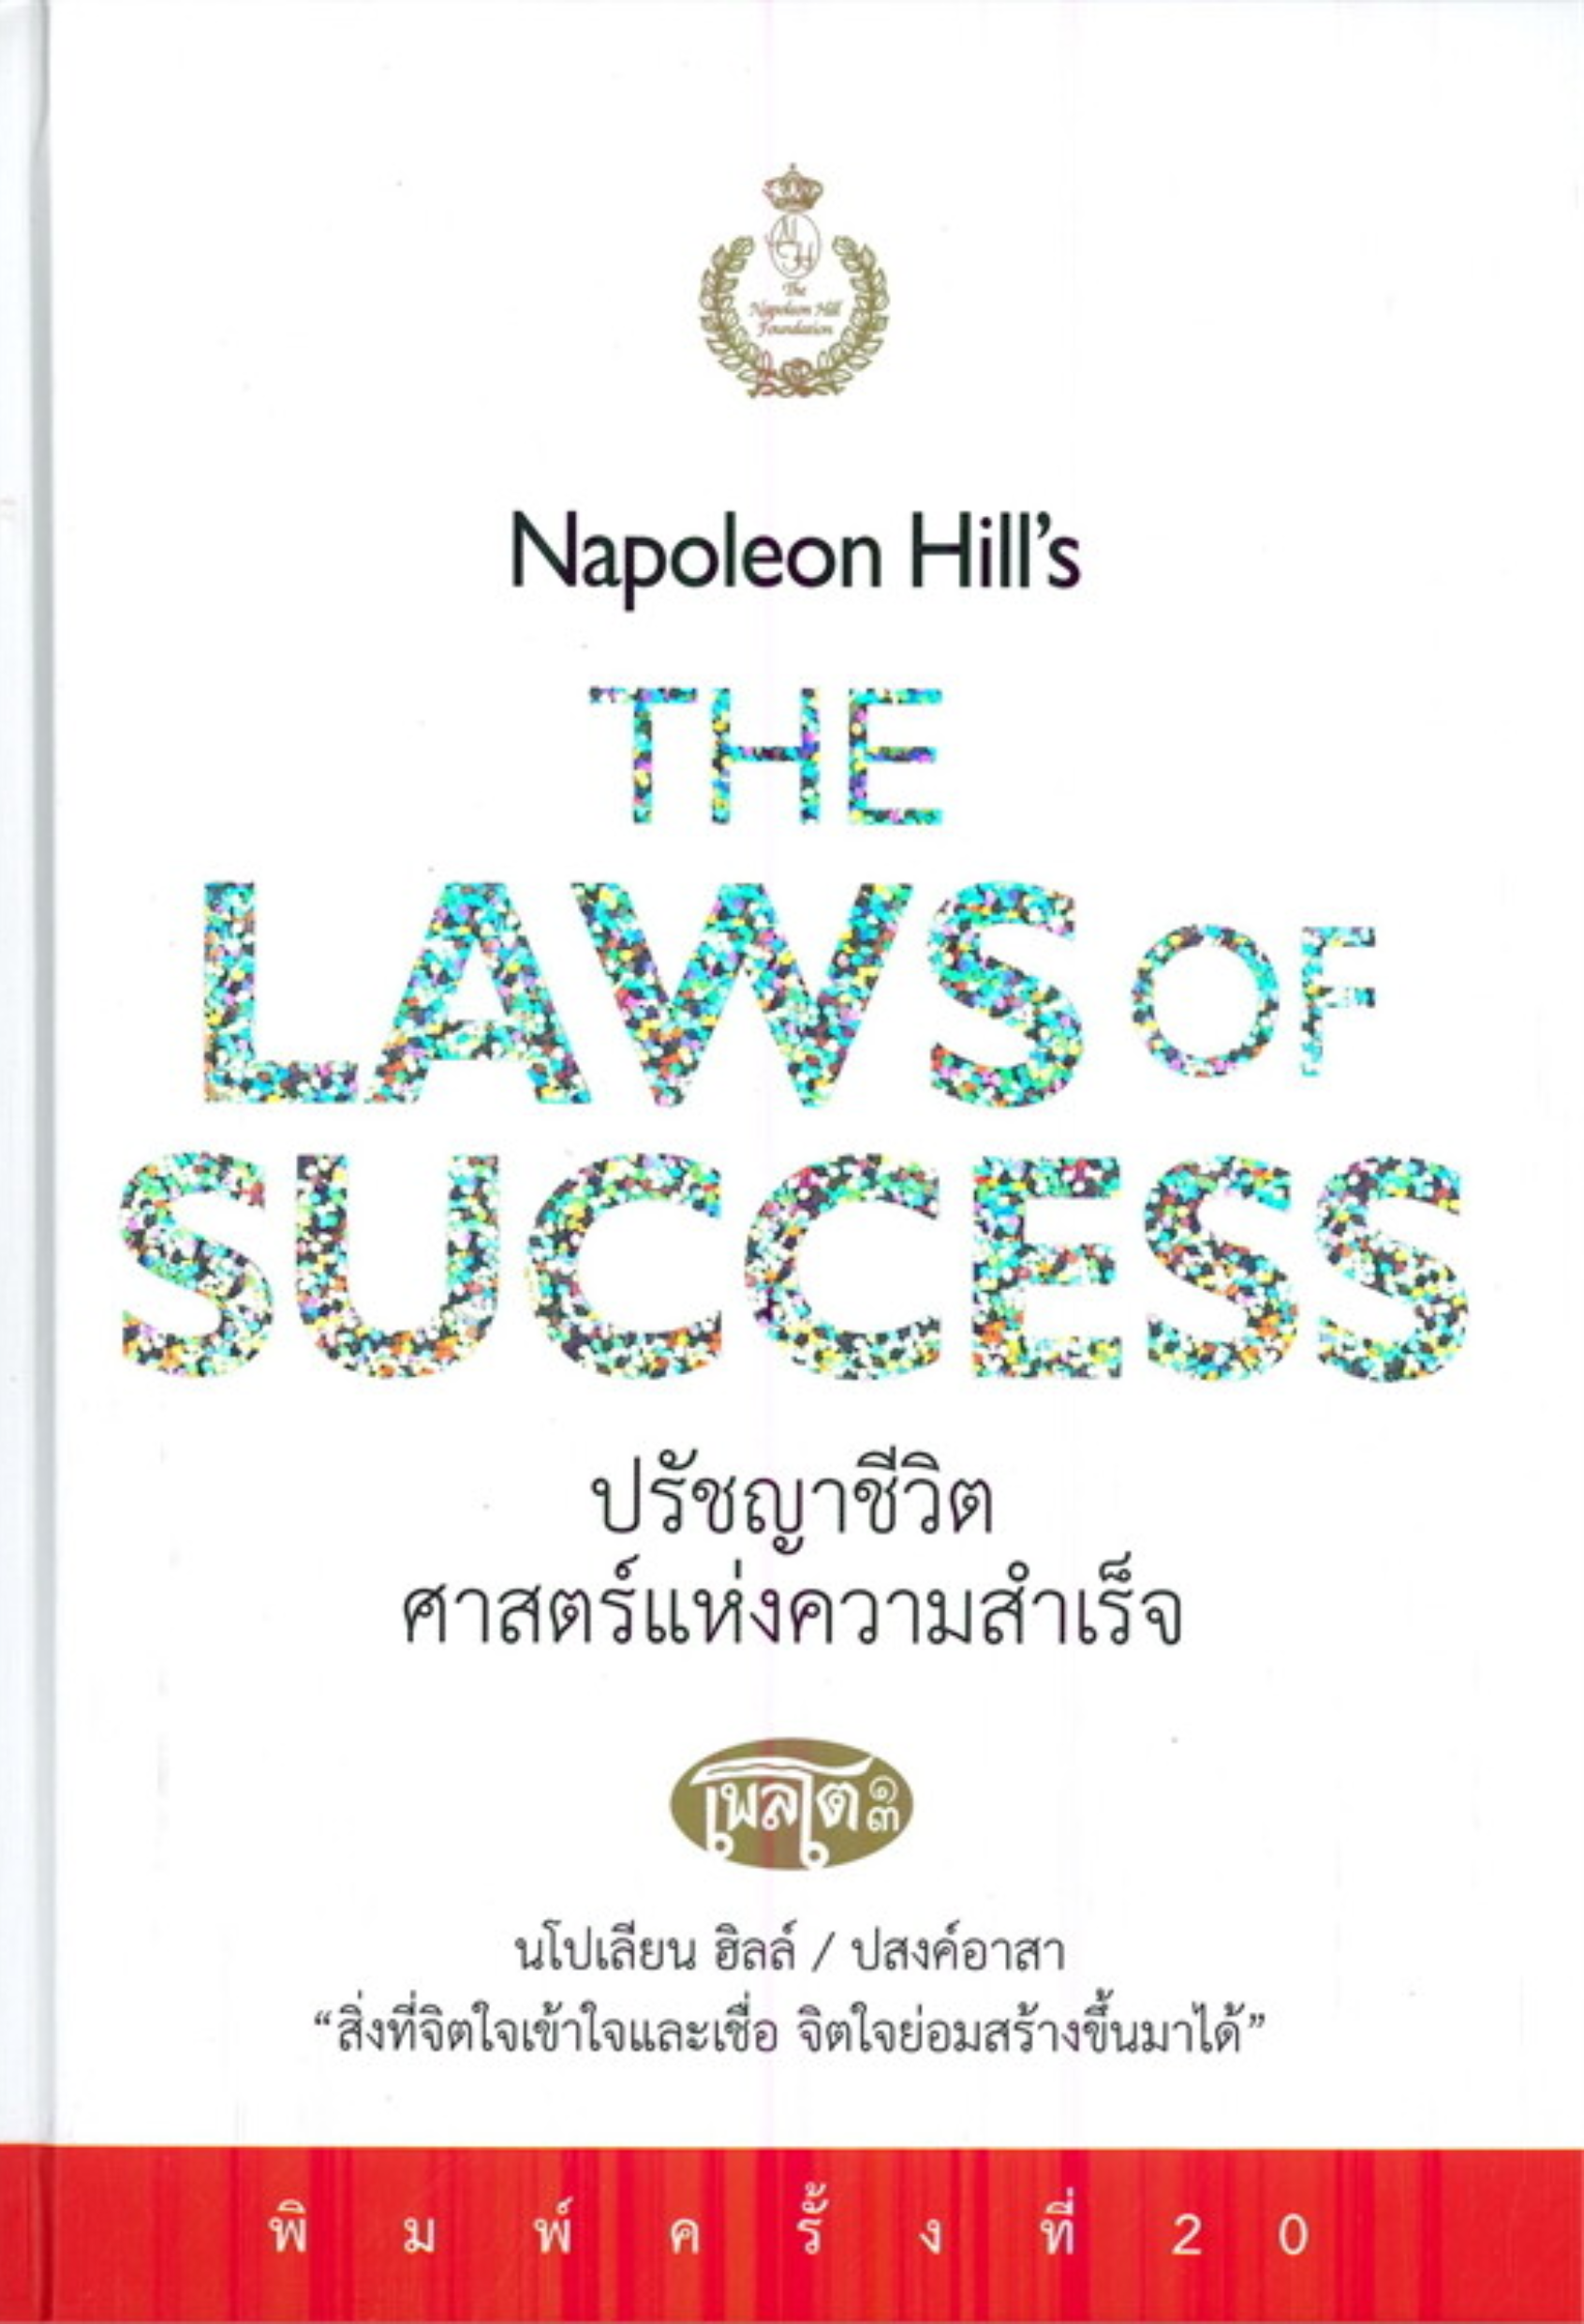 NH
The
Napoleon Hill
Foundation
Napoleon Hill's
THE
LAWS OF
SUCCESS
ปรัชญาชีวิต
ศาสตร์แห่งความสำเร็จ
เพลโต ๑๓
นโปเลียน ฮิลล์ / ปสงค์อาสา
“สิ่งที่จิตใจเข้าใจและเชื่อ จิตใจย่อมสร้างขึ้นมาได้”
พิมพ์ครั้งที่ 20